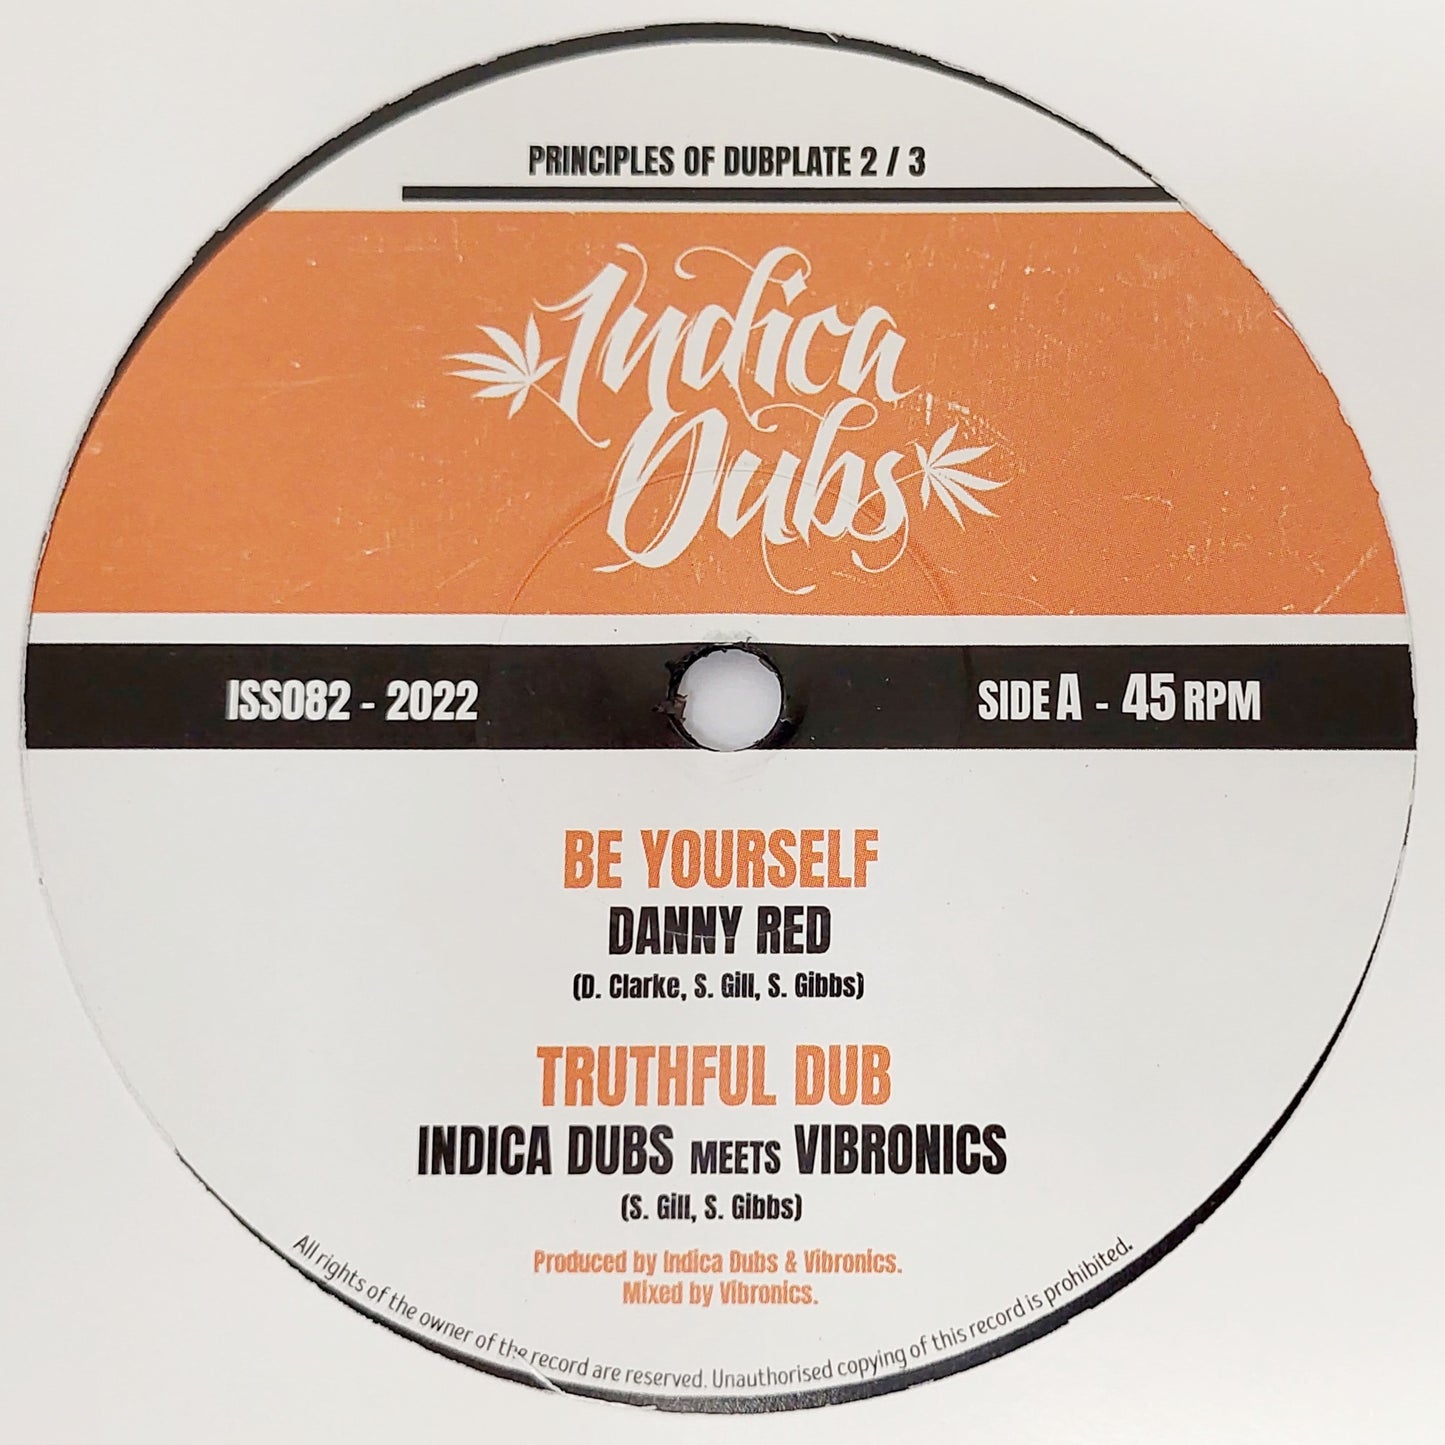 PRINCIPLES OF DUBPLATE 2 / 3
Indica
Dubs
ISS082 - 2022
SIDE A - 45 RPM
BE YOURSELF
DANNY RED
(D. Clarke, S. Gill, S. Gibbs)
TRUTHFUL DUB
INDICA DUBS MEETS VIBRONICS
(S. Gill, S. Gibbs)
Produced by Indica Dubs & Vibronics.
Mixed by Vibronics.
All rights of the owner of the record are reserved. Unauthorised copying of this record is prohibited.